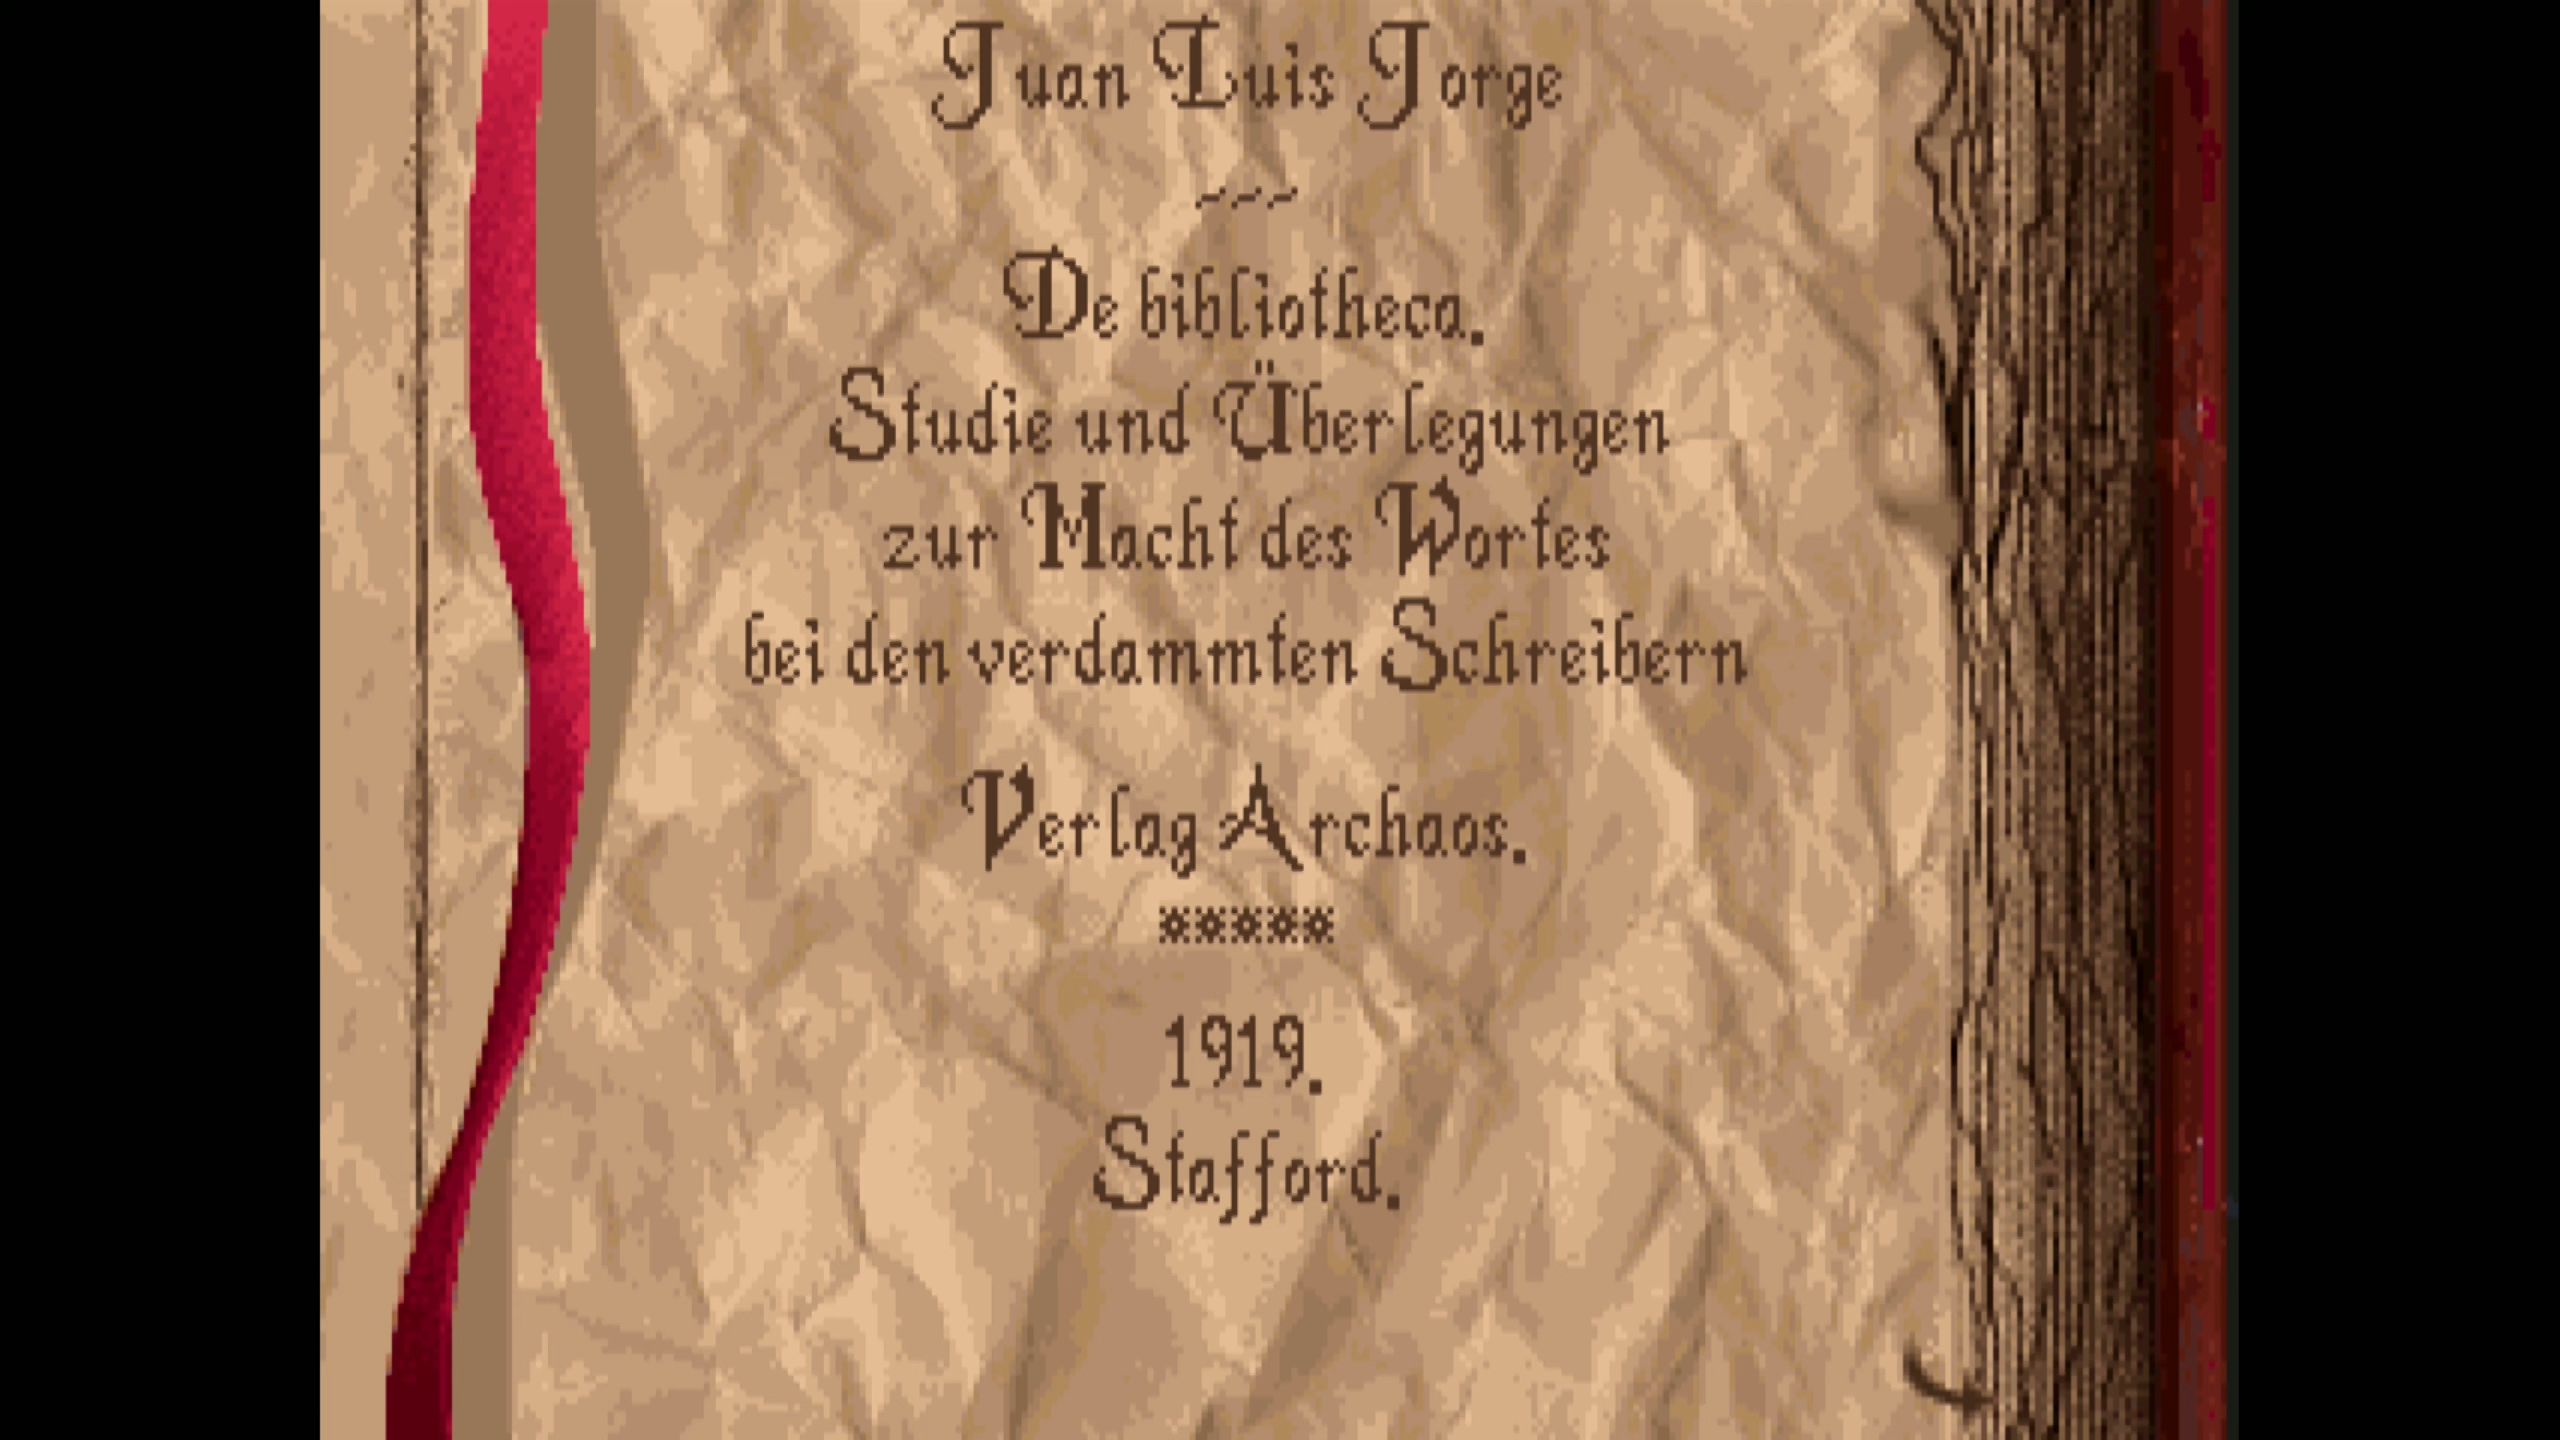 Juan Luis Jorge
~~~
De bibliotheca.
Studie und Überlegungen
zur Macht des Wortes
bei den verdammten Schreibern
Verlag Archaos.
*****
1919.
Stafford.